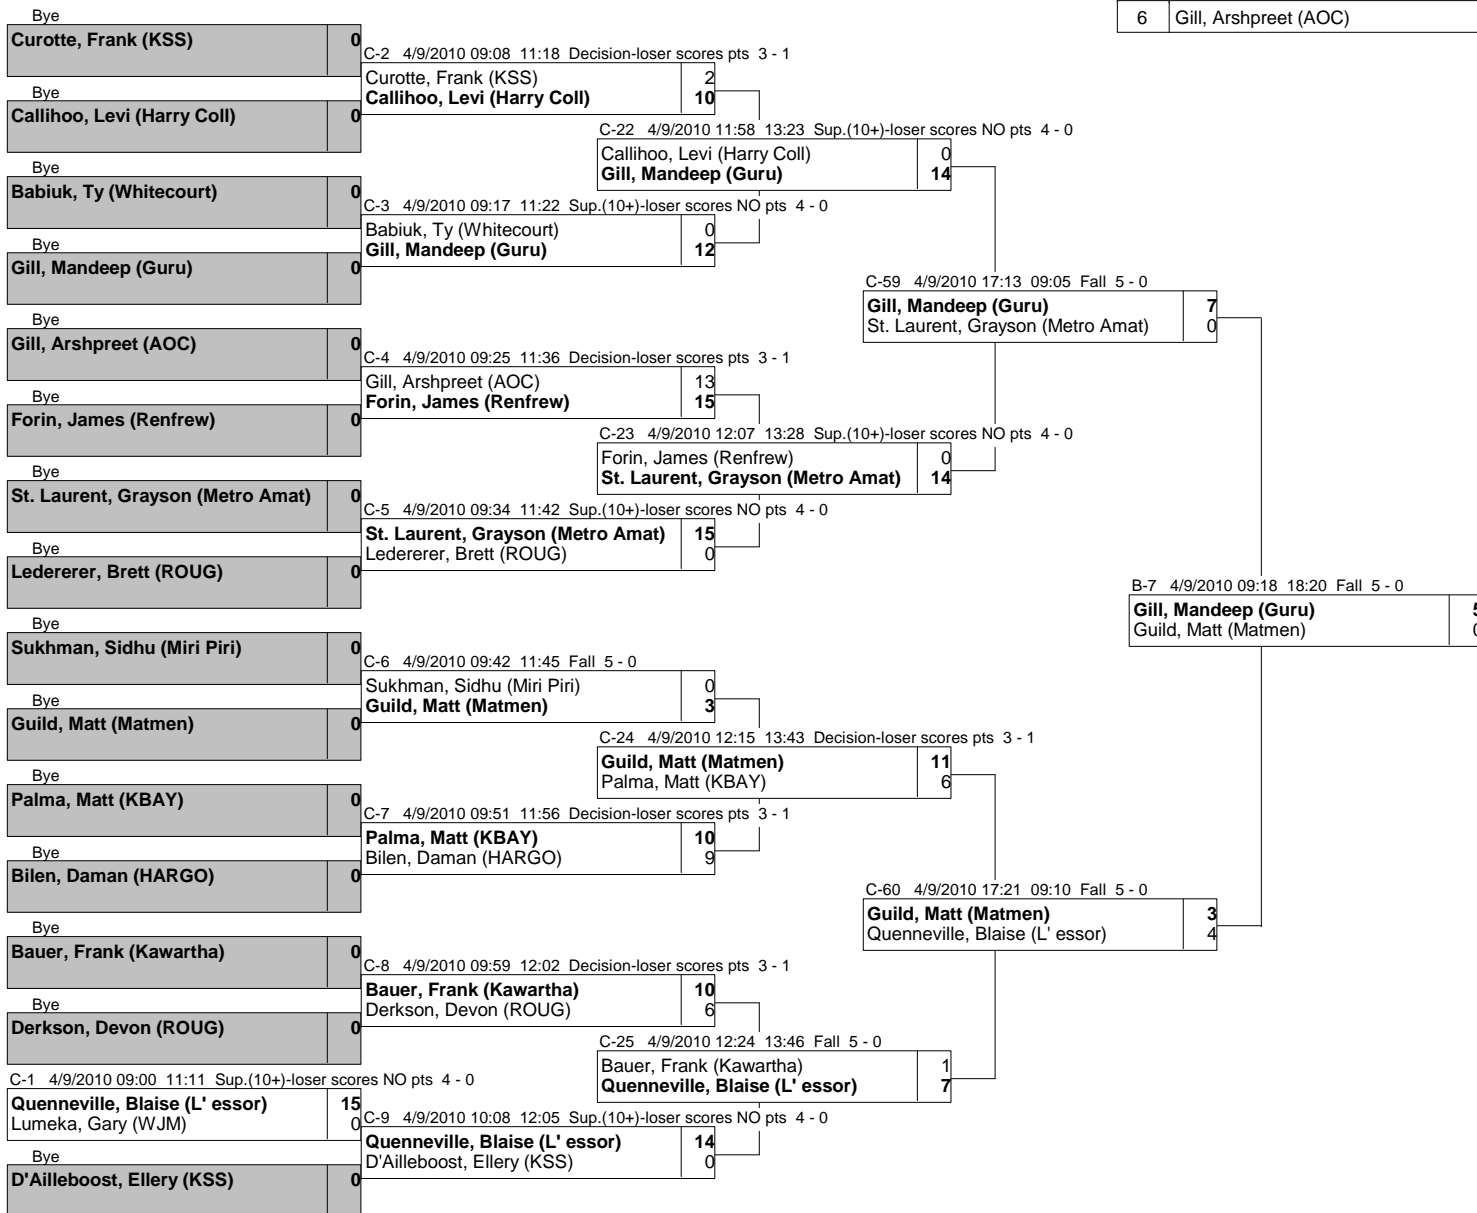 6 Gill, Arshpreet (AOC)
Bye
Curotte, Frank (KSS) 0
Bye
Callihoo, Levi (Harry Coll) 0
Bye
Babiuk, Ty (Whitecourt) 0
Bye
Gill, Mandeep (Guru) 0
Bye
Gill, Arshpreet (AOC) 0
Bye
Forin, James (Renfrew) 0
Bye
St. Laurent, Grayson (Metro Amat) 0
Bye
Ledererer, Brett (ROUG) 0
Bye
Sukhman, Sidhu (Miri Piri) 0
Bye
Guild, Matt (Matmen) 0
Bye
Palma, Matt (KBAY) 0
Bye
Bilen, Daman (HARGO) 0
Bye
Bauer, Frank (Kawartha) 0
Bye
Derkson, Devon (ROUG) 0
C-1 4/9/2010 09:00 11:11 Sup.(10+)-loser scores NO pts 4 - 0
Quenneville, Blaise (L' essor) 15
Lumeka, Gary (WJM) 0
Bye
D'Ailleboost, Ellery (KSS) 0
C-2 4/9/2010 09:08 11:18 Decision-loser scores pts 3 - 1
Curotte, Frank (KSS) 2
Callihoo, Levi (Harry Coll) 10
C-3 4/9/2010 09:17 11:22 Sup.(10+)-loser scores NO pts 4 - 0
Babiuk, Ty (Whitecourt) 0
Gill, Mandeep (Guru) 12
C-4 4/9/2010 09:25 11:36 Decision-loser scores pts 3 - 1
Gill, Arshpreet (AOC) 13
Forin, James (Renfrew) 15
C-5 4/9/2010 09:34 11:42 Sup.(10+)-loser scores NO pts 4 - 0
St. Laurent, Grayson (Metro Amat) 15
Ledererer, Brett (ROUG) 0
C-6 4/9/2010 09:42 11:45 Fall 5 - 0
Sukhman, Sidhu (Miri Piri) 0
Guild, Matt (Matmen) 3
C-7 4/9/2010 09:51 11:56 Decision-loser scores pts 3 - 1
Palma, Matt (KBAY) 10
Bilen, Daman (HARGO) 9
C-8 4/9/2010 09:59 12:02 Decision-loser scores pts 3 - 1
Bauer, Frank (Kawartha) 10
Derkson, Devon (ROUG) 6
C-9 4/9/2010 10:08 12:05 Sup.(10+)-loser scores NO pts 4 - 0
Quenneville, Blaise (L' essor) 14
D'Ailleboost, Ellery (KSS) 0
C-22 4/9/2010 11:58 13:23 Sup.(10+)-loser scores NO pts 4 - 0
Callihoo, Levi (Harry Coll) 0
Gill, Mandeep (Guru) 14
C-23 4/9/2010 12:07 13:28 Sup.(10+)-loser scores NO pts 4 - 0
Forin, James (Renfrew) 0
St. Laurent, Grayson (Metro Amat) 14
C-24 4/9/2010 12:15 13:43 Decision-loser scores pts 3 - 1
Guild, Matt (Matmen) 11
Palma, Matt (KBAY) 6
C-25 4/9/2010 12:24 13:46 Fall 5 - 0
Bauer, Frank (Kawartha) 1
Quenneville, Blaise (L' essor) 7
C-59 4/9/2010 17:13 09:05 Fall 5 - 0
Gill, Mandeep (Guru) 7
St. Laurent, Grayson (Metro Amat) 0
C-60 4/9/2010 17:21 09:10 Fall 5 - 0
Guild, Matt (Matmen) 3
Quenneville, Blaise (L' essor) 4
B-7 4/9/2010 09:18 18:20 Fall 5 - 0
Gill, Mandeep (Guru) 5
Guild, Matt (Matmen) 0